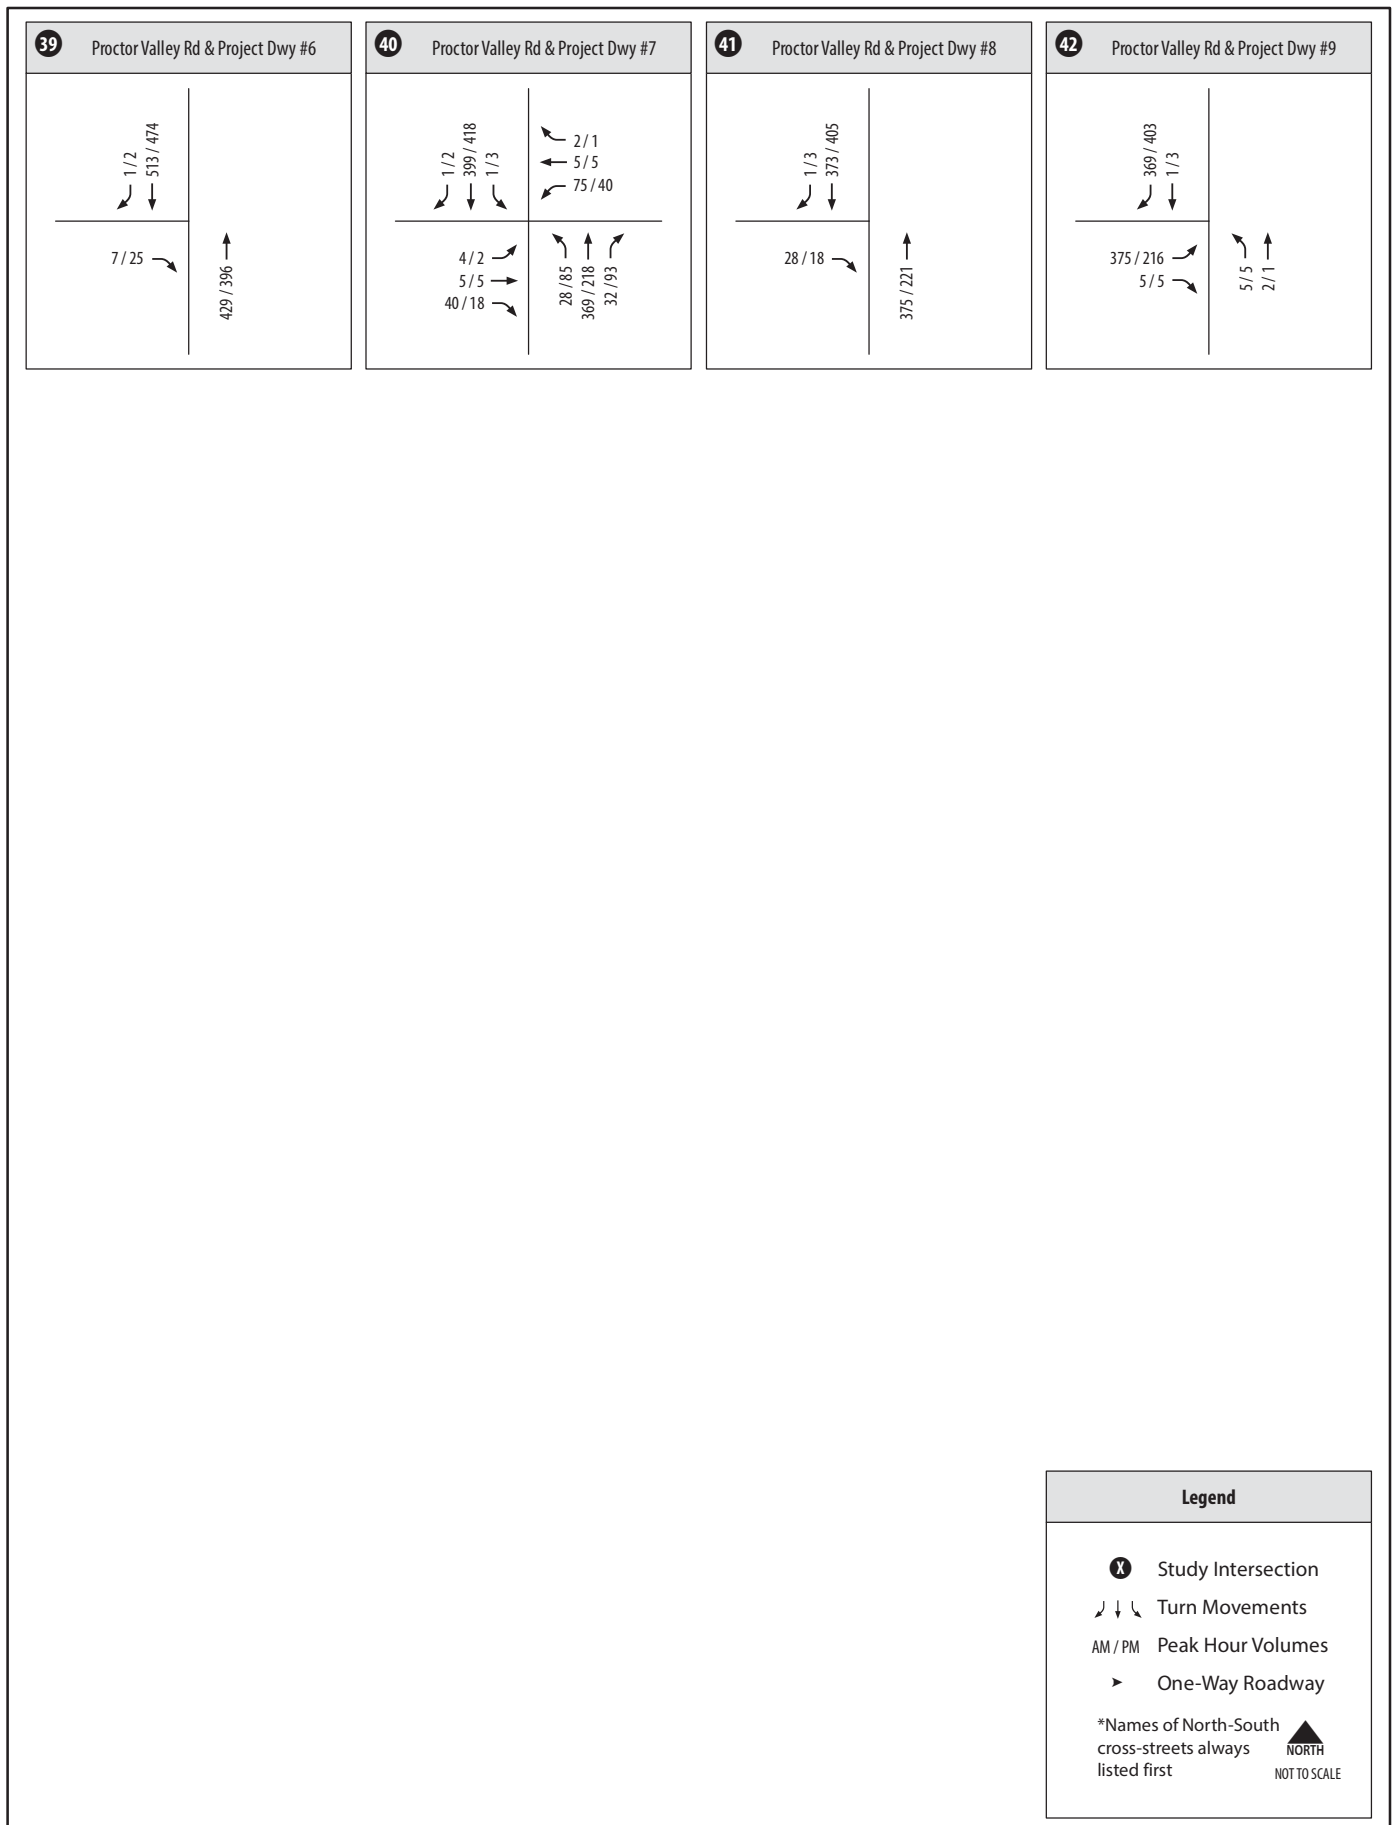 39
Proctor Valley Rd & Project Dwy #6
1 / 2
513 / 474
7 / 25
429 / 396
40
Proctor Valley Rd & Project Dwy #7
1 / 2
399 / 418
1 / 3
2 / 1
5 / 5
75 / 40
4 / 2
5 / 5
40 / 18
28 / 85
369 / 218
32 / 93
41
Proctor Valley Rd & Project Dwy #8
1 / 3
373 / 405
28 / 18
375 / 221
42
Proctor Valley Rd & Project Dwy #9
369 / 403
1 / 3
375 / 216
5 / 5
5 / 5
2 / 1
Legend
X Study Intersection
Turn Movements
AM / PM Peak Hour Volumes
One-Way Roadway
*Names of North-South
cross-streets always
listed first
NORTH
NOT TO SCALE